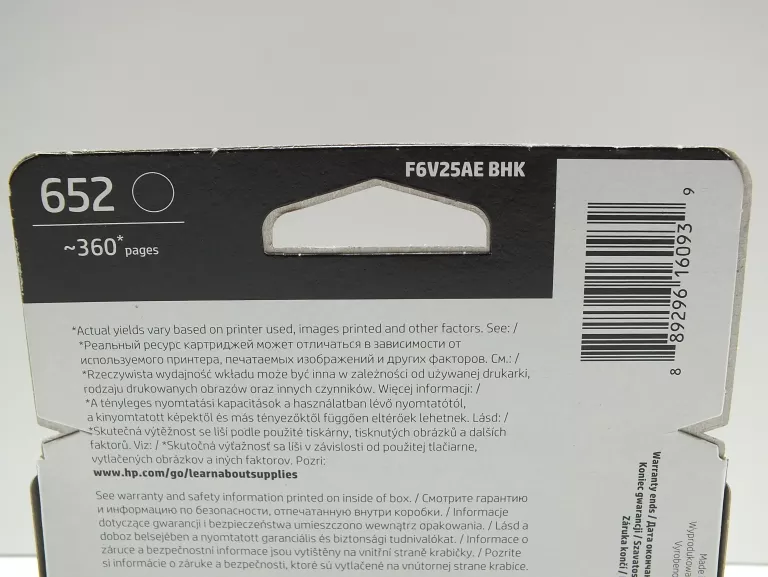 652
F6V25AE BHK
~360* pages
8 89296 16093 9
*Actual yields vary based on printer used, images printed and other factors. See: /
*Реальный ресурс картриджей может отличаться в зависимости от
используемого принтера, печатаемых изображений и других факторов. См.: /
*Rzeczywista wydajność wkładu może być inna w zależności od używanej drukarki,
rodzaju drukowanych obrazów oraz innych czynników. Więcej informacji: /
*A tényleges nyomtatási kapacitások a használatban lévő nyomtatótól,
a kinyomtatott képektől és más tényezőktől függően eltérőek lehetnek. Lásd: /
*Skutečná výtěžnost se liší podle použité tiskárny, tisknutých obrázků a dalších
faktorů. Viz: / *Skutočná výťažnosť sa líši v závislosti od použitej tlačiarne,
vytlačených obrázkov a iných faktorov. Pozri:
www.hp.com/go/learnaboutsupplies
See warranty and safety information printed on inside of box. / Смотрите гарантию
и информацию по безопасности, отпечатанную внутри коробки. / Informacje
dotyczące gwarancji i bezpieczeństwa umieszczono wewnątrz opakowania. / Lásd a
doboz belsejében a nyomtatott garanciális és biztonsági tudnivalókat. / Informace o
záruce a bezpečnostní informace jsou vytištěny na vnitřní straně krabičky. / Pozrite
si informácie o záruke a bezpečnosti, ktoré sú vytlačené na vnútornej strane krabice.
Warranty ends / Дата оконча
Koniec gwarancji / Szavatos
Záruka končí /
Made
Wyprodukowa
Vyroben